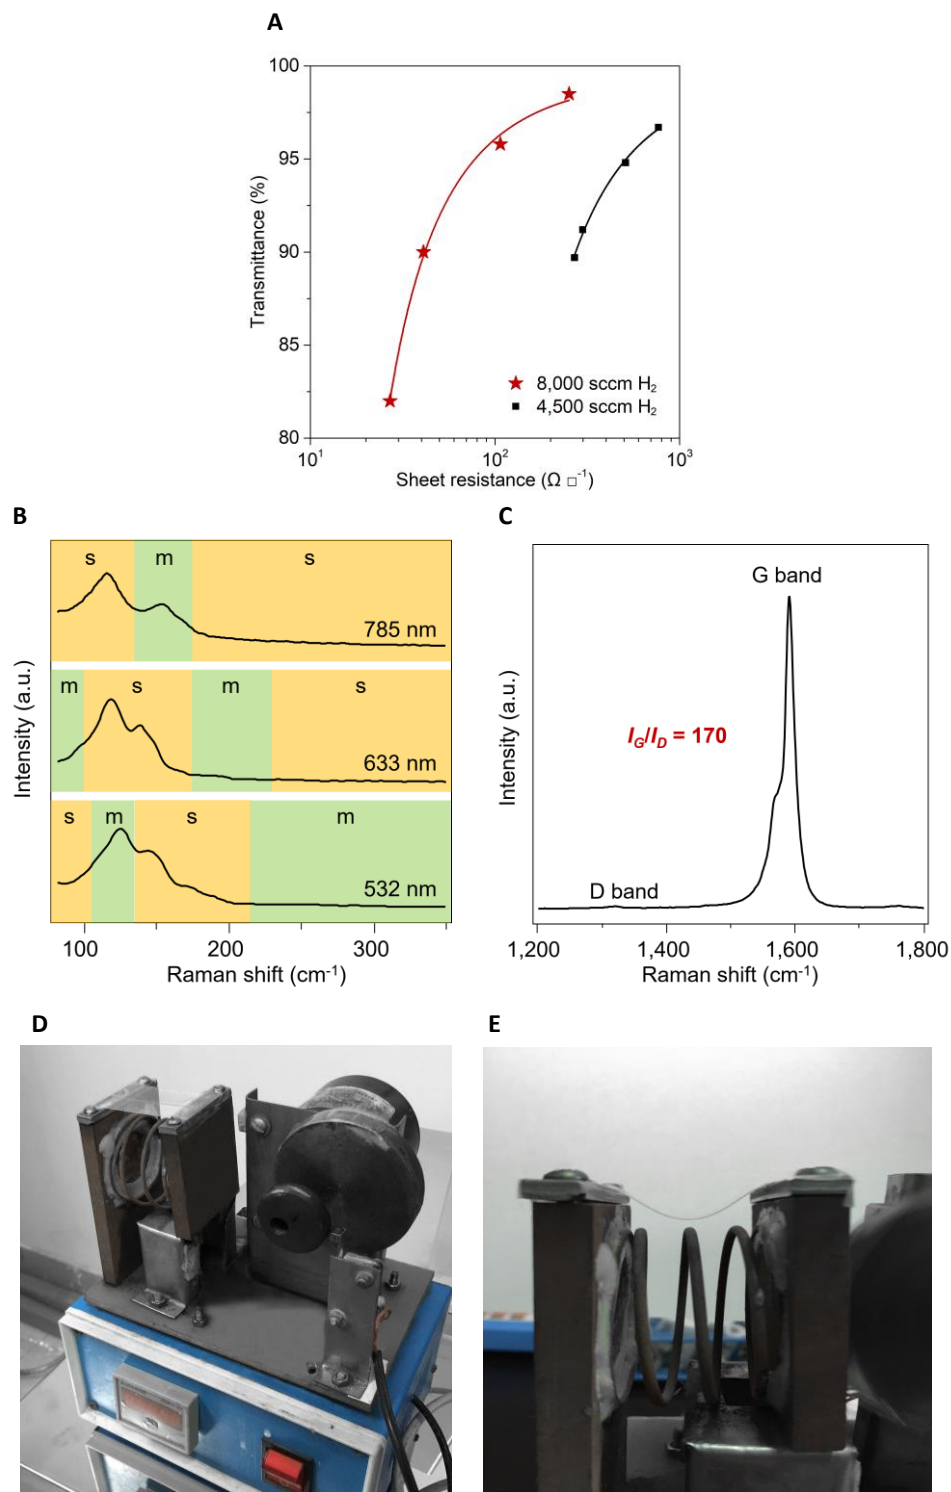 A
100
95
90
85
80
Transmittance (%)
8,000 sccm H₂
4,500 sccm H₂
10¹
10²
10³
Sheet resistance (Ω □⁻¹)
B
s
m
s
785 nm
m
s
m
s
633 nm
s
m
s
m
532 nm
Intensity (a.u.)
100
200
300
Raman shift (cm⁻¹)
C
G band
I_G/I_D = 170
D band
Intensity (a.u.)
1,200
1,400
1,600
1,800
Raman shift (cm⁻¹)
D
E